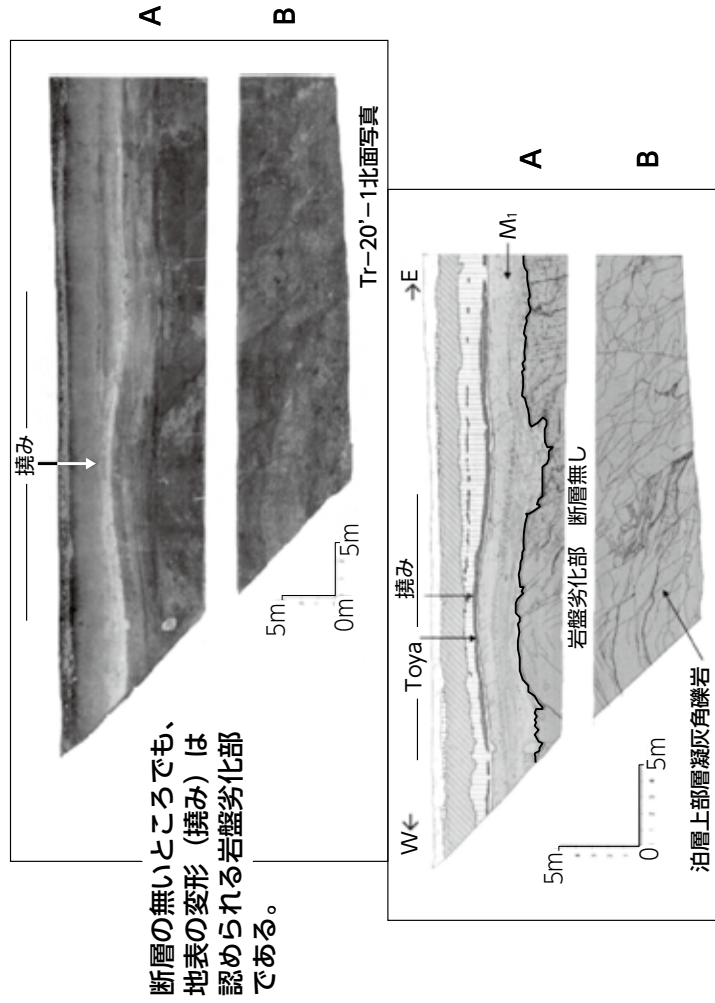 断層の無いところでも、
地表の変形（撓み）は
認められる岩盤劣化部
である。
撓み
A
B
5m
0m
5m
Tr−20’−1北面写真
W←
→E
Toya
撓み
M1
A
岩盤劣化部 断層無し
B
5m
0
5m
泊層上部層凝灰角礫岩